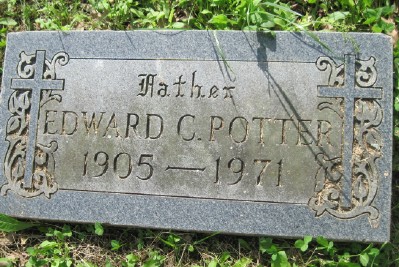 Father
EDWARD C. POTTER
1905 — 1971